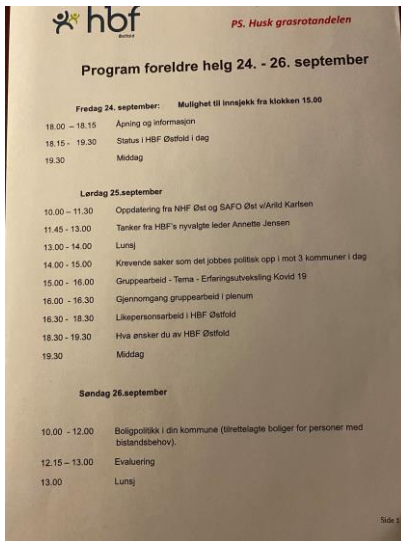 hbf
Østfold
PS. Husk grasrotandelen
Program foreldre helg 24. - 26. september
Fredag 24. september: Mulighet til innsjekk fra klokken 15.00
18.00 – 18.15 Åpning og informasjon
18.15 - 19.30 Status i HBF Østfold i dag
19.30 Middag
Lørdag 25.september
10.00 – 11.30 Oppdatering fra NHF Øst og SAFO Øst v/Arild Karlsen
11.45 - 13.00 Tanker fra HBF's nyvalgte leder Annette Jensen
13.00 - 14.00 Lunsj
14.00 - 15.00 Krevende saker som det jobbes politisk opp i mot 3 kommuner i dag
15.00 - 16.00 Gruppearbeid - Tema - Erfaringsutveksling Kovid 19
16.00 – 16.30 Gjennomgang gruppearbeid i plenum
16.30 - 18.30 Likepersonsarbeid i HBF Østfold
18.30 - 19.30 Hva ønsker du av HBF Østfold
19.30 Middag
Søndag 26.september
10.00 - 12.00 Boligpolitikk i din kommune (tilrettelagte boliger for personer med
bistandsbehov).
12.15 – 13.00 Evaluering
13.00 Lunsj
Side 1